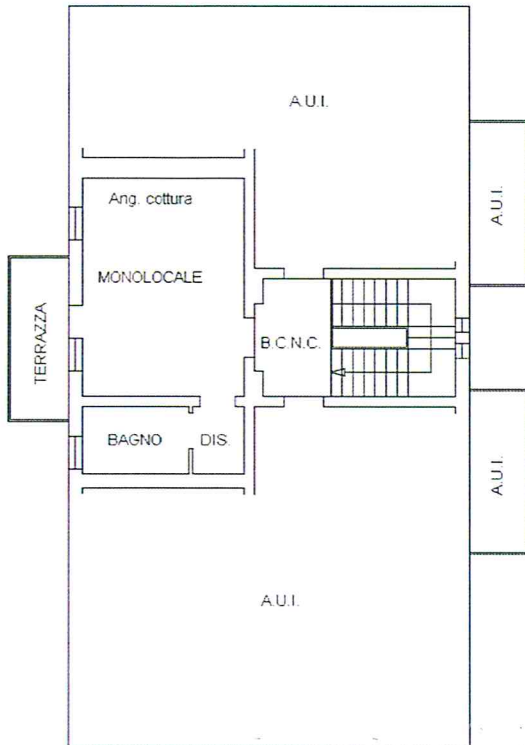 A.U.I.
A.U.I.
Ang. cottura
MONOLOCALE
TERRAZZA
B.C.N.C.
BAGNO
DIS.
A.U.I.
A.U.I.